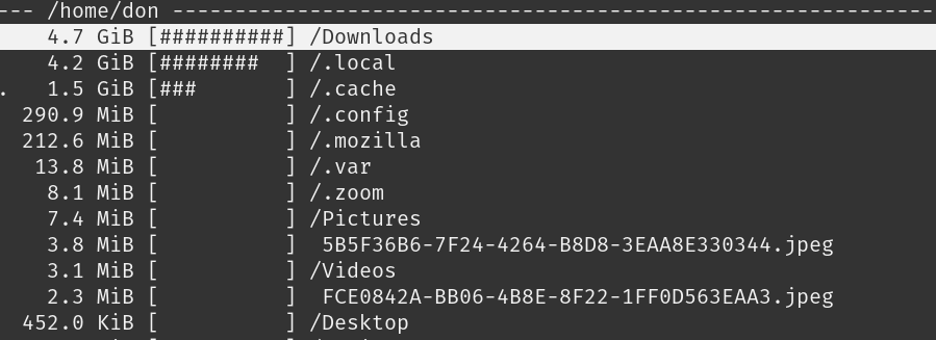 --- /home/don -------------------------------------------------------------
4.7 GiB [##########] /Downloads
4.2 GiB [######## ] /.local
. 1.5 GiB [### ] /.cache
290.9 MiB [ ] /.config
212.6 MiB [ ] /.mozilla
13.8 MiB [ ] /.var
8.1 MiB [ ] /.zoom
7.4 MiB [ ] /Pictures
3.8 MiB [ ] 5B5F36B6-7F24-4264-B8D8-3EAA8E330344.jpeg
3.1 MiB [ ] /Videos
2.3 MiB [ ] FCE0842A-BB06-4B8E-8F22-1FF0D563EAA3.jpeg
452.0 KiB [ ] /Desktop